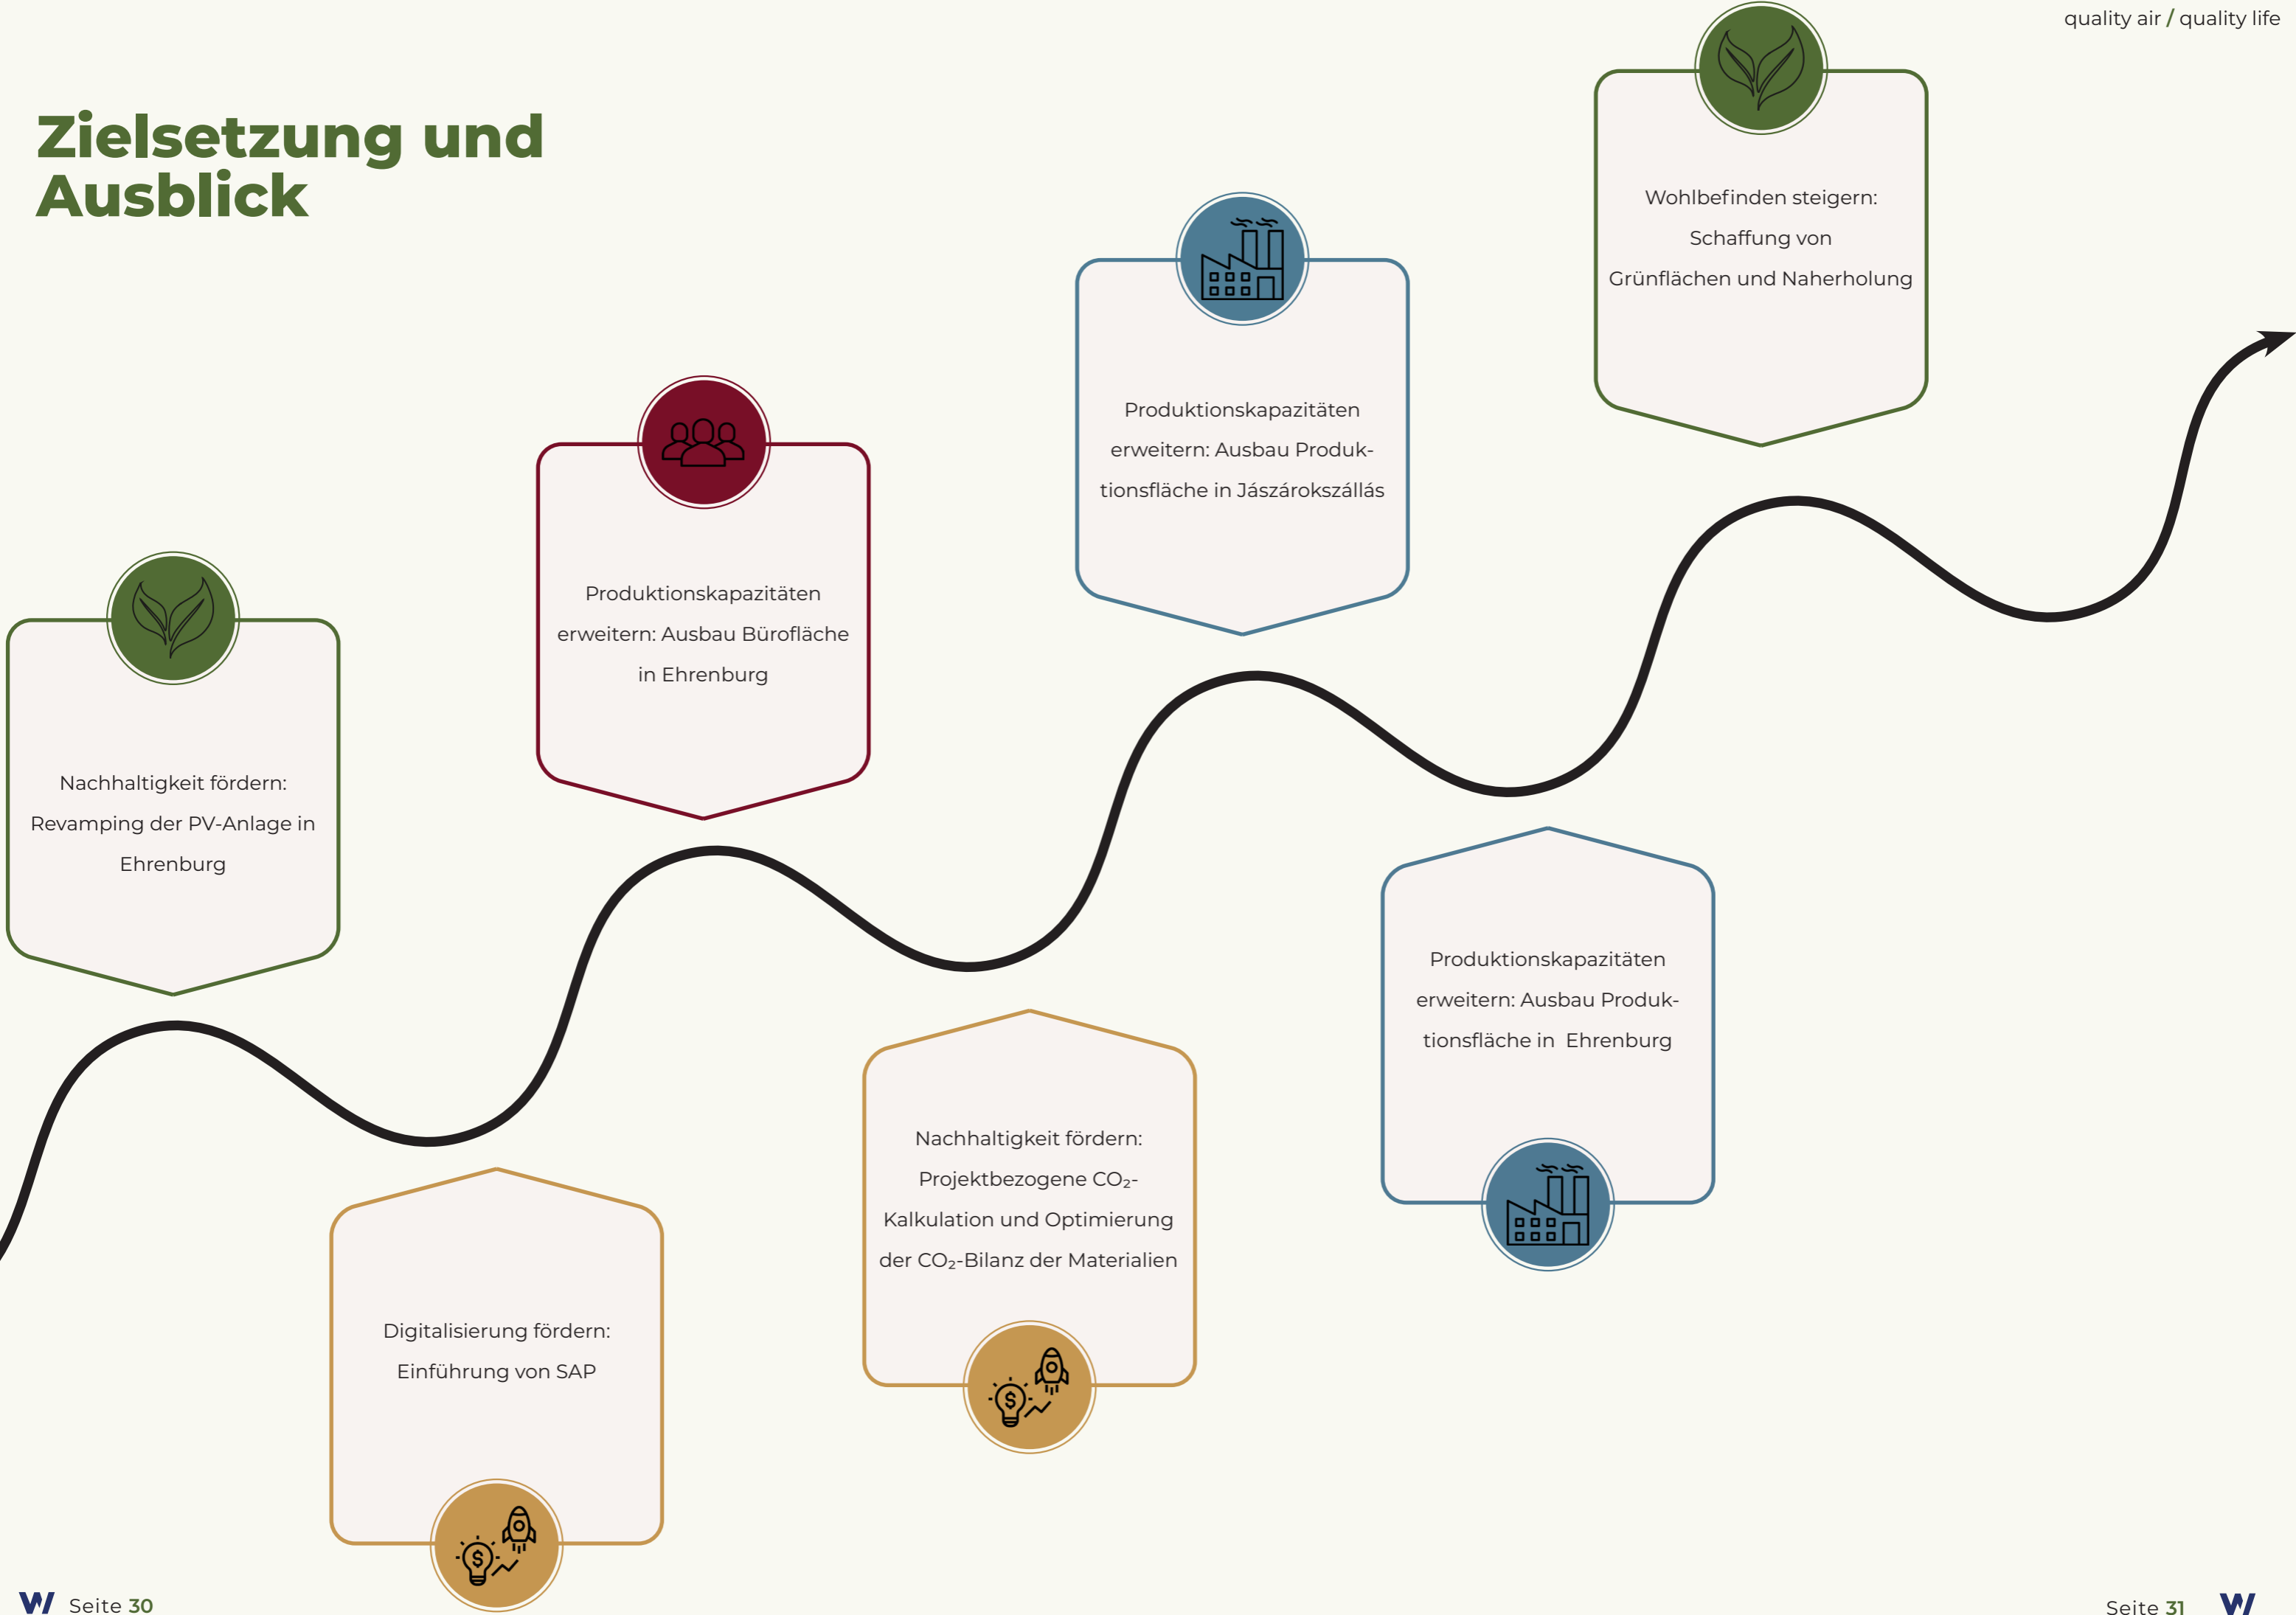 quality air / quality life
Zielsetzung und
Ausblick
Nachhaltigkeit fördern:
Revamping der PV-Anlage in
Ehrenburg
Digitalisierung fördern:
Einführung von SAP
Produktionskapazitäten
erweitern: Ausbau Bürofläche
in Ehrenburg
Nachhaltigkeit fördern:
Projektbezogene CO₂-
Kalkulation und Optimierung
der CO₂-Bilanz der Materialien
Produktionskapazitäten
erweitern: Ausbau Produk-
tionsfläche in Jászárokszállás
Produktionskapazitäten
erweitern: Ausbau Produk-
tionsfläche in  Ehrenburg
Wohlbefinden steigern:
Schaffung von
Grünflächen und Naherholung
Seite 30
Seite 31